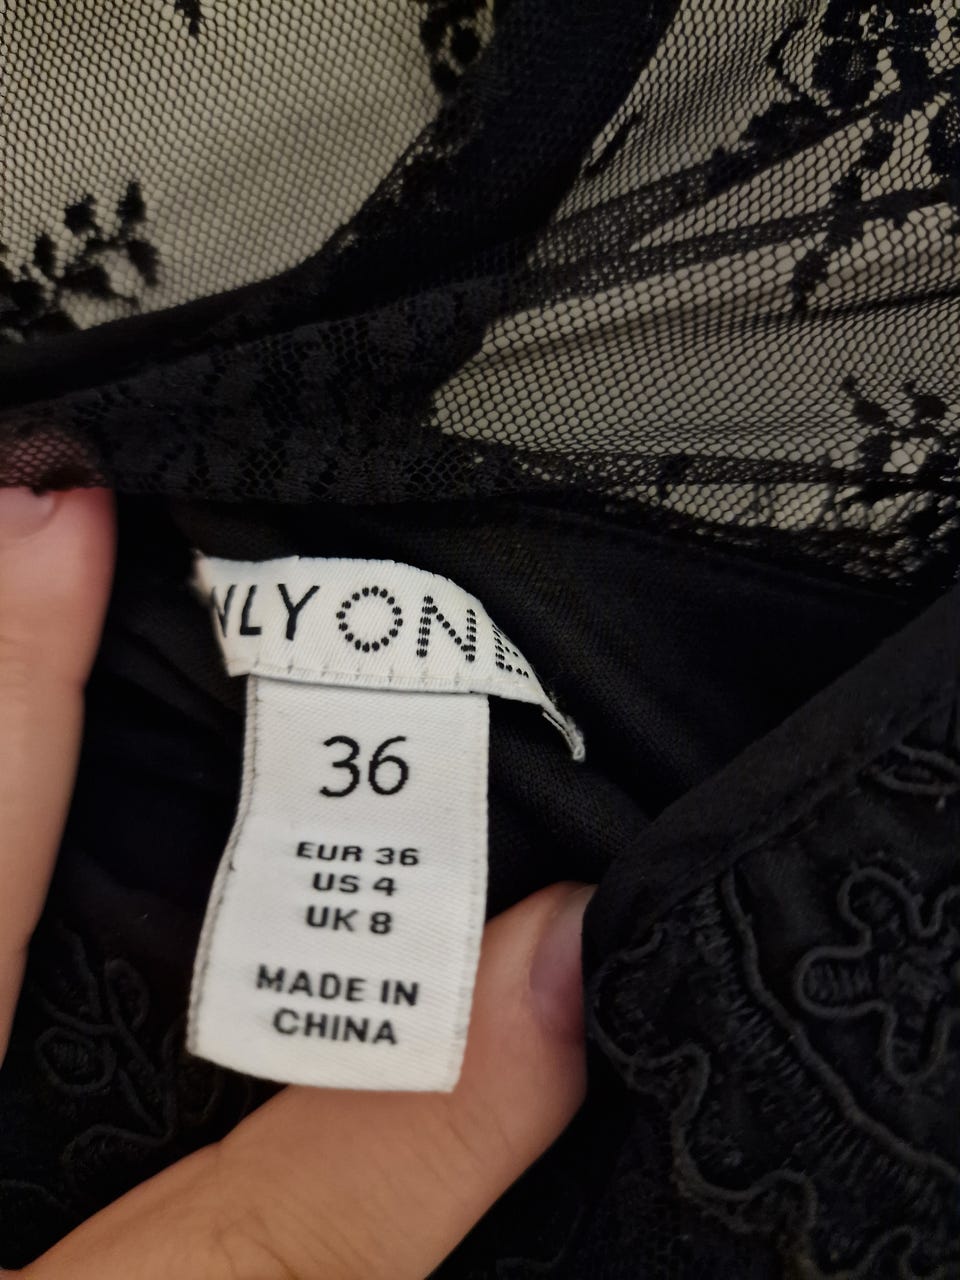 NLY ONE
36
EUR 36
US 4
UK 8
MADE IN
CHINA